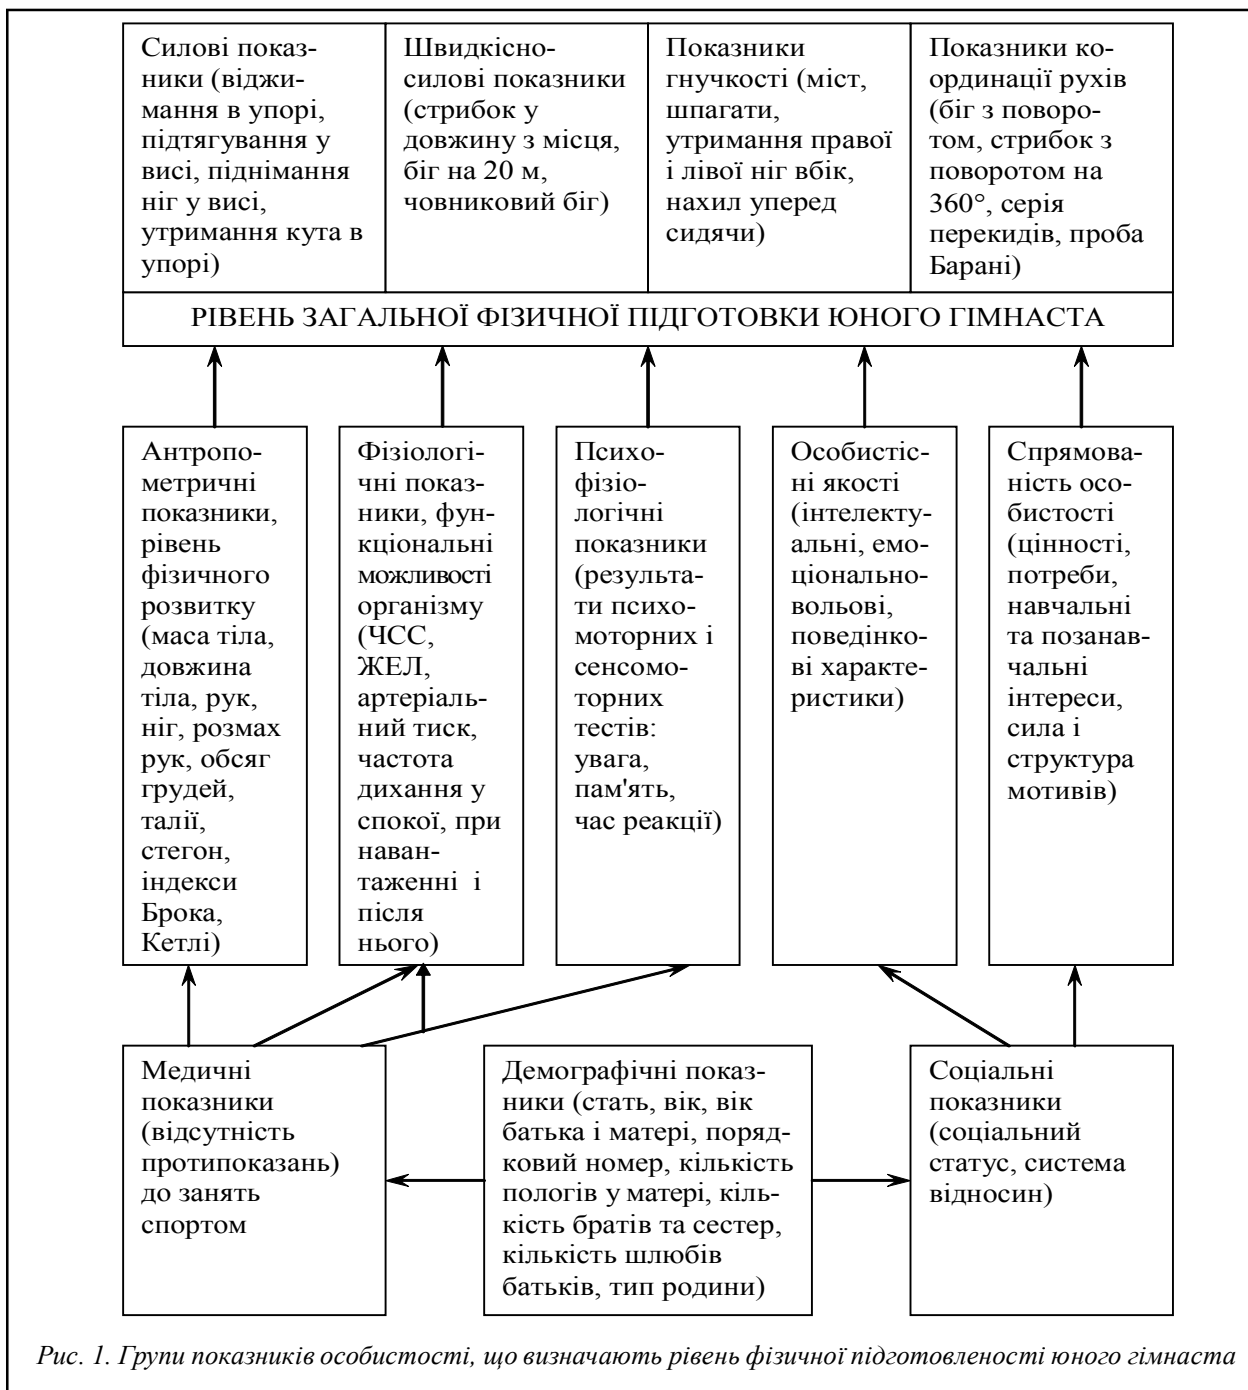 Силові показ-
ники (віджи-
мання в упорі,
підтягування у
висі, піднімання
ніг у висі,
утримання кута в
упорі)
Швидкісно-
силові показники
(стрибок у
довжину з місця,
біг на 20 м,
човниковий біг)
Показники
гнучкості (міст,
шпагати,
утримання правої
і лівої ніг вбік,
нахил уперед
сидячи)
Показники ко-
ординації рухів
(біг з поворо-
том, стрибок з
поворотом на
360°, серія
перекидів, проба
Барані)
РІВЕНЬ ЗАГАЛЬНОЇ ФІЗИЧНОЇ ПІДГОТОВКИ ЮНОГО ГІМНАСТА
Антропо-
метричні
показники,
рівень
фізичного
розвитку
(маса тіла,
довжина
тіла, рук,
ніг, розмах
рук, обсяг
грудей,
талії,
стегон,
індекси
Брока,
Кетлі)
Фізіологі-
чні показ-
ники, фун-
кціональні
можливості
організму
(ЧСС,
ЖЕЛ,
артеріаль-
ний тиск,
частота
дихання у
спокої, при
наван-
таженні і
після
нього)
Психо-
фізіо-
логічні
показники
(результа-
ти психо-
моторних і
сенсомо-
торних
тестів:
увага,
пам'ять,
час реакції)
Особистіс-
ні якості
(інтелекту-
альні, емо-
ціонально-
вольові,
поведінко-
ві характе-
ристики)
Спрямова-
ність осо-
бистості
(цінності,
потреби,
навчальні
та позанав-
чальні
інтереси,
сила і
структура
мотивів)
Медичні
показники
(відсутність
протипоказань)
до занять
спортом
Демографічні показ-
ники (стать, вік, вік
батька і матері, поряд-
ковий номер, кількість
пологів у матері, кіль-
кість братів та сестер,
кількість шлюбів
батьків, тип родини)
Соціальні
показники
(соціальний
статус, система
відносин)
Рис. 1. Групи показників особистості, що визначають рівень фізичної підготовленості юного гімнаста